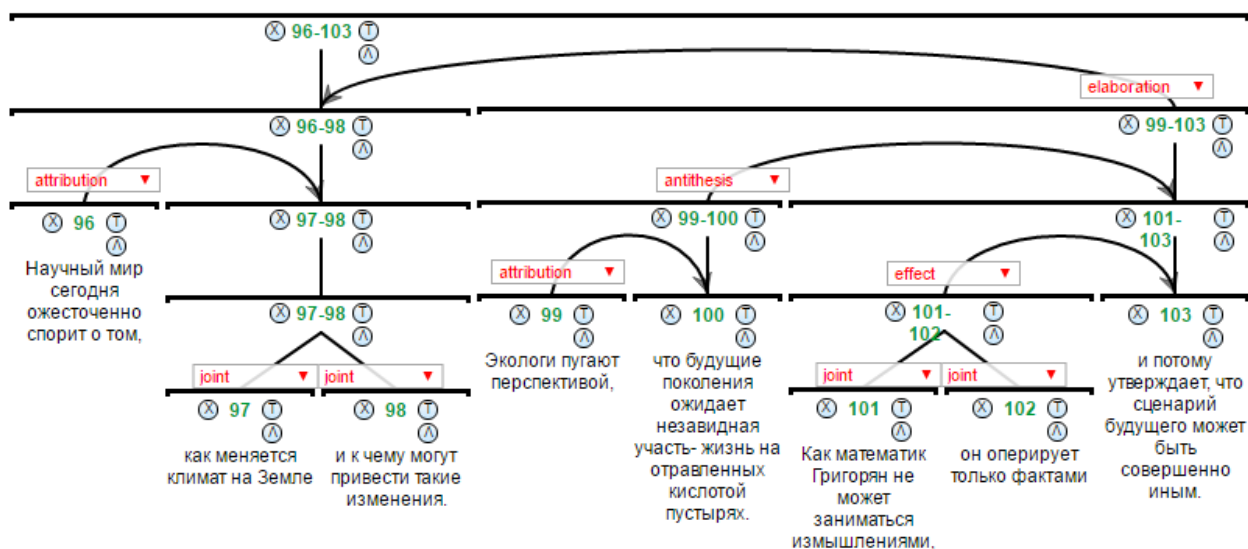 96-103
elaboration
96-98
99-103
attribution
antithesis
96
97-98
99-100
101-
103
Научный мир
сегодня
ожесточенно
спорит о том,
attribution
effect
97-98
99
100
101-
102
103
Экологи пугают
перспективой,
что будущие
поколения
ожидает
незавидная
участь- жизнь на
отравленных
кислотой
пустырях.
и потому
утверждает, что
сценарий
будущего может
быть
совершенно
иным.
joint
joint
joint
joint
97
98
101
102
как меняется
климат на Земле
и к чему могут
привести такие
изменения.
Как математик
Григорян не
может
заниматься
измышлениями,
он оперирует
только фактами